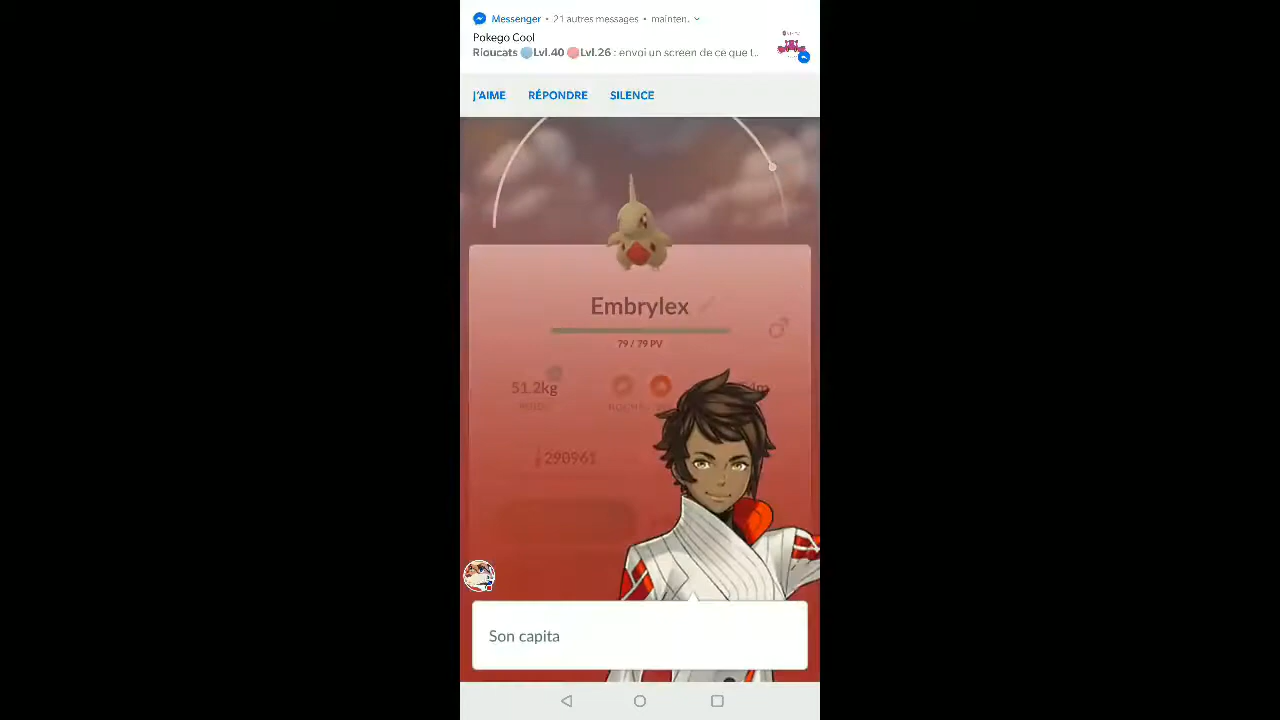 Messenger • 21 autres messages • mainten.
Pokego Cool
Rioucats 🔵Lvl.40 🔴Lvl.26 : envoi un screen de ce que t..
J'AIME RÉPONDRE SILENCE
Embrylex
79 / 79 PV
51.2kg
290961
Son capita